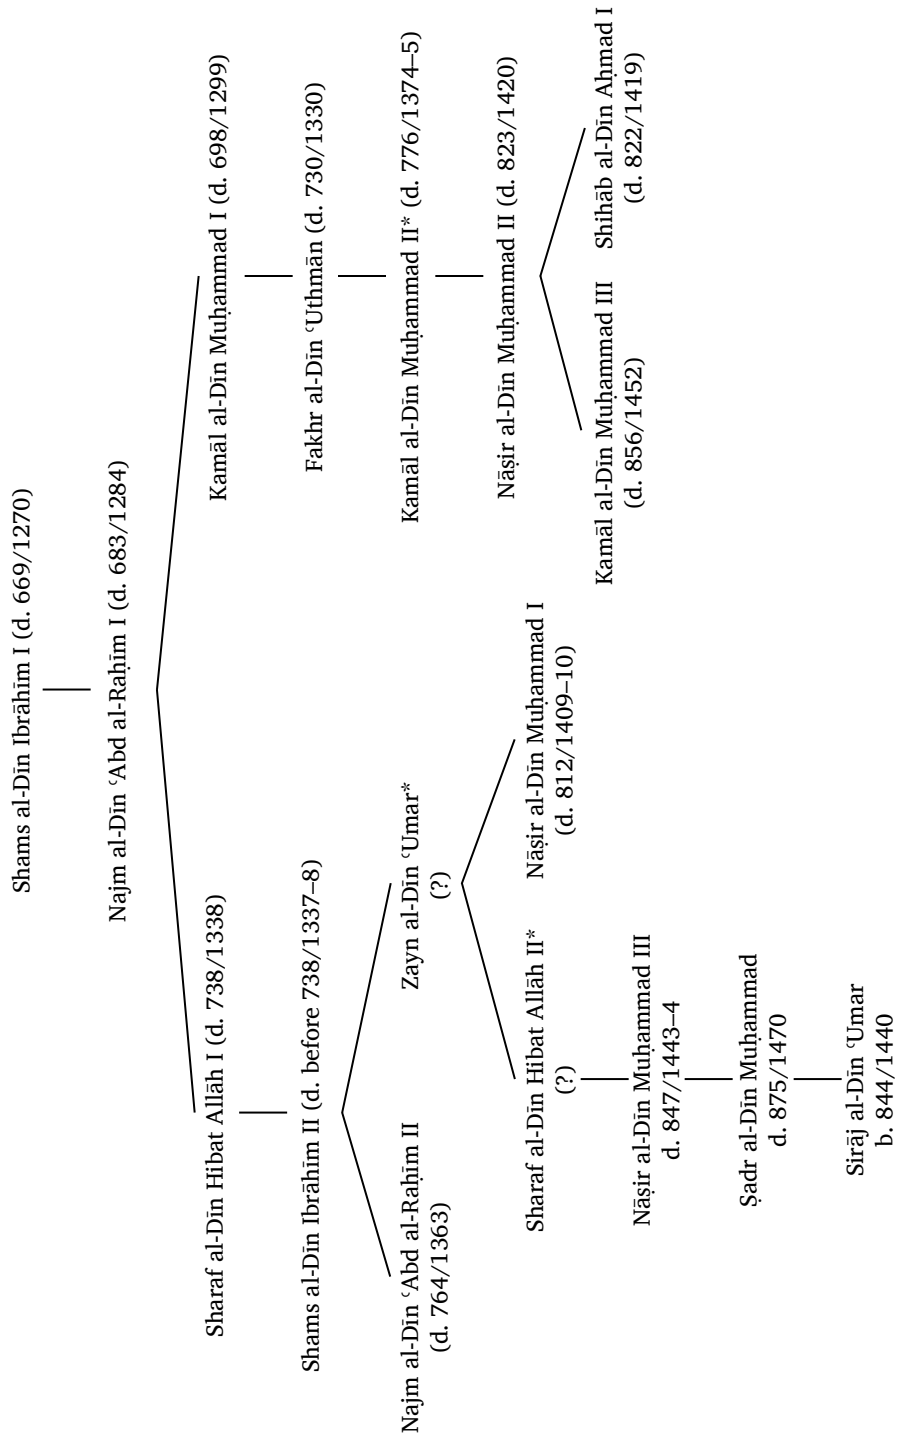 Shams al-Dīn Ibrāhīm I (d. 669/1270)
Najm al-Dīn ʿAbd al-Raḥīm I (d. 683/1284)
Sharaf al-Dīn Hibat Allāh I (d. 738/1338)
Kamāl al-Dīn Muḥammad I (d. 698/1299)
Shams al-Dīn Ibrāhīm II (d. before 738/1337–8)
Fakhr al-Dīn ʿUthmān (d. 730/1330)
Najm al-Dīn ʿAbd al-Raḥīm II
(d. 764/1363)
Zayn al-Dīn ʿUmar*
(?)
Kamāl al-Dīn Muḥammad II* (d. 776/1374–5)
Nāṣir al-Dīn Muḥammad II (d. 823/1420)
Sharaf al-Dīn Hibat Allāh II*
(?)
Nāṣir al-Dīn Muḥammad I
(d. 812/1409–10)
Kamāl al-Dīn Muḥammad III
(d. 856/1452)
Shihāb al-Dīn Aḥmad I
(d. 822/1419)
Nāṣir al-Dīn Muḥammad III
d. 847/1443–4
Ṣadr al-Dīn Muḥammad
d. 875/1470
Sirāj al-Dīn ʿUmar
b. 844/1440